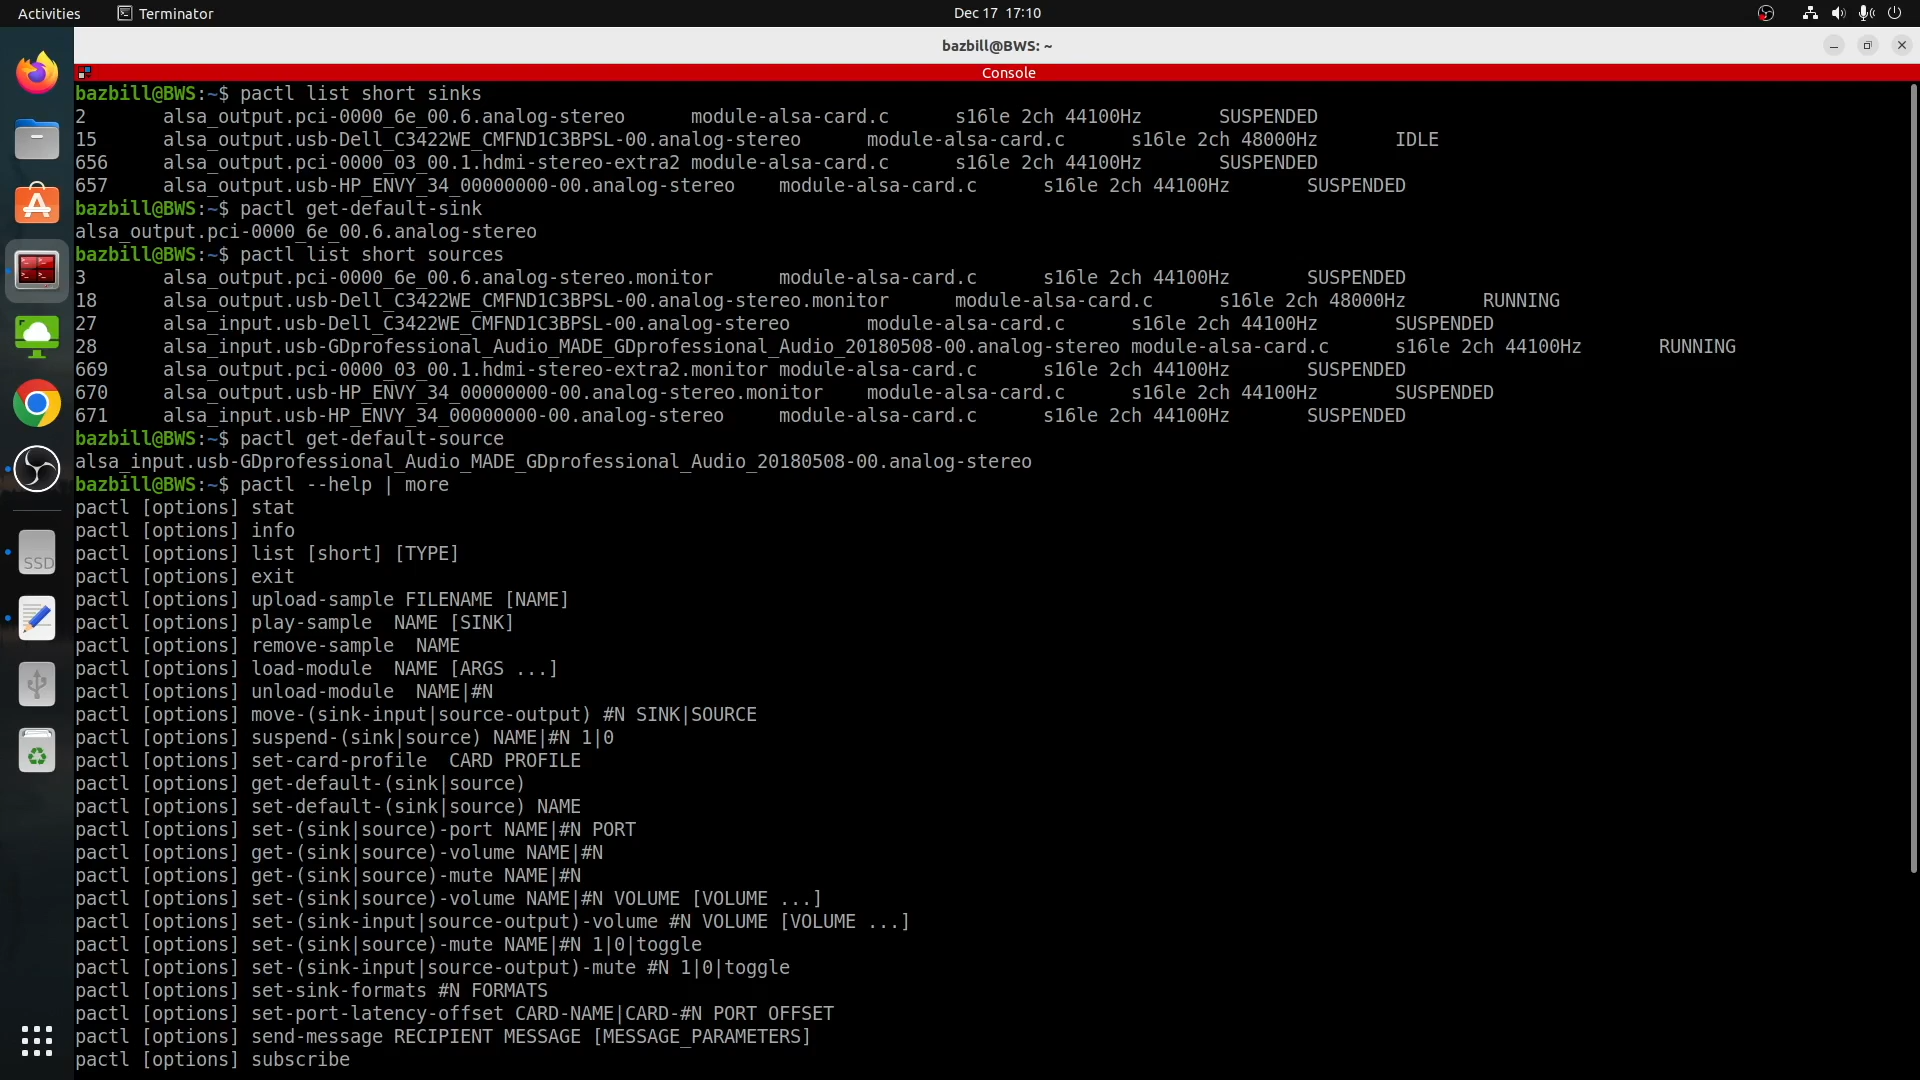 Activities
Terminator
Dec 17 17:10
bazbill@BWS: ~
Console
bazbill@BWS:~$ pactl list short sinks
2 alsa_output.pci-0000_6e_00.6.analog-stereo module-alsa-card.c s16le 2ch 44100Hz SUSPENDED
15 alsa_output.usb-Dell_C3422WE_CMFND1C3BPSL-00.analog-stereo module-alsa-card.c s16le 2ch 48000Hz IDLE
656 alsa_output.pci-0000_03_00.1.hdmi-stereo-extra2 module-alsa-card.c s16le 2ch 44100Hz SUSPENDED
657 alsa_output.usb-HP_ENVY_34_00000000-00.analog-stereo module-alsa-card.c s16le 2ch 44100Hz SUSPENDED
bazbill@BWS:~$ pactl get-default-sink
alsa_output.pci-0000_6e_00.6.analog-stereo
bazbill@BWS:~$ pactl list short sources
3 alsa_output.pci-0000_6e_00.6.analog-stereo.monitor module-alsa-card.c s16le 2ch 44100Hz SUSPENDED
18 alsa_output.usb-Dell_C3422WE_CMFND1C3BPSL-00.analog-stereo.monitor module-alsa-card.c s16le 2ch 48000Hz RUNNING
27 alsa_input.usb-Dell_C3422WE_CMFND1C3BPSL-00.analog-stereo module-alsa-card.c s16le 2ch 44100Hz SUSPENDED
28 alsa_input.usb-GDprofessional_Audio_MADE_GDprofessional_Audio_20180508-00.analog-stereo module-alsa-card.c s16le 2ch 44100Hz RUNNING
669 alsa_output.pci-0000_03_00.1.hdmi-stereo-extra2.monitor module-alsa-card.c s16le 2ch 44100Hz SUSPENDED
670 alsa_output.usb-HP_ENVY_34_00000000-00.analog-stereo.monitor module-alsa-card.c s16le 2ch 44100Hz SUSPENDED
671 alsa_input.usb-HP_ENVY_34_00000000-00.analog-stereo module-alsa-card.c s16le 2ch 44100Hz SUSPENDED
bazbill@BWS:~$ pactl get-default-source
alsa_input.usb-GDprofessional_Audio_MADE_GDprofessional_Audio_20180508-00.analog-stereo
bazbill@BWS:~$ pactl --help | more
pactl [options] stat
pactl [options] info
pactl [options] list [short] [TYPE]
pactl [options] exit
pactl [options] upload-sample FILENAME [NAME]
pactl [options] play-sample NAME [SINK]
pactl [options] remove-sample NAME
pactl [options] load-module NAME [ARGS ...]
pactl [options] unload-module NAME|#N
pactl [options] move-(sink-input|source-output) #N SINK|SOURCE
pactl [options] suspend-(sink|source) NAME|#N 1|0
pactl [options] set-card-profile CARD PROFILE
pactl [options] get-default-(sink|source)
pactl [options] set-default-(sink|source) NAME
pactl [options] set-(sink|source)-port NAME|#N PORT
pactl [options] get-(sink|source)-volume NAME|#N
pactl [options] get-(sink|source)-mute NAME|#N
pactl [options] set-(sink|source)-volume NAME|#N VOLUME [VOLUME ...]
pactl [options] set-(sink-input|source-output)-volume #N VOLUME [VOLUME ...]
pactl [options] set-(sink|source)-mute NAME|#N 1|0|toggle
pactl [options] set-(sink-input|source-output)-mute #N 1|0|toggle
pactl [options] set-sink-formats #N FORMATS
pactl [options] set-port-latency-offset CARD-NAME|CARD-#N PORT OFFSET
pactl [options] send-message RECIPIENT MESSAGE [MESSAGE_PARAMETERS]
pactl [options] subscribe
SSD